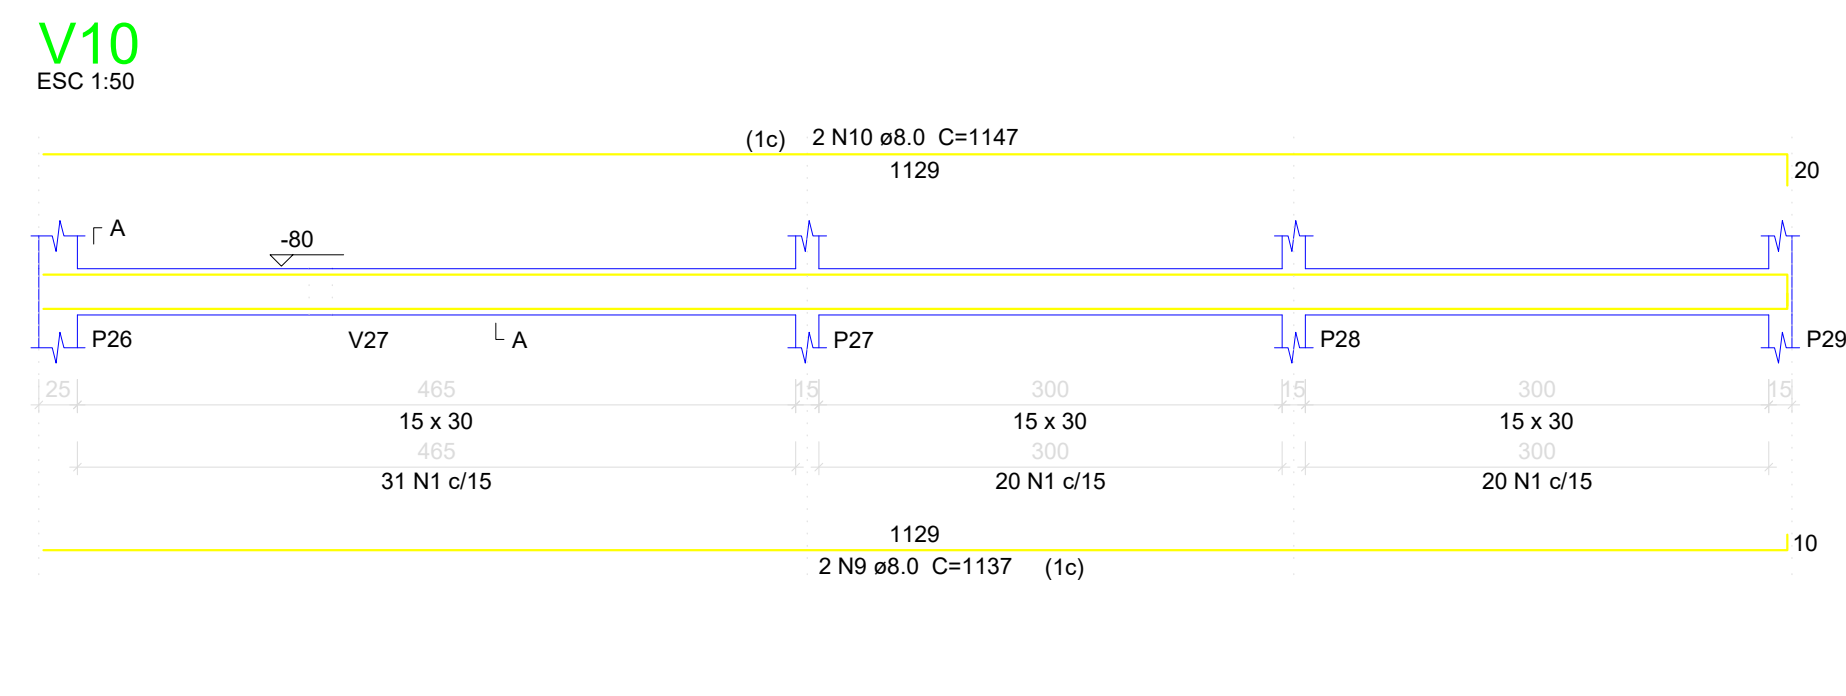 V10
ESC 1:50
(1c) 2 N10 ø8.0 C=1147
1129
20
A
-80
P26 V27 A P27 P28 P29
25 465 15 300 15 300 15
15 x 30 15 x 30 15 x 30
465 300 300
31 N1 c/15 20 N1 c/15 20 N1 c/15
1129
10
2 N9 ø8.0 C=1137 (1c)